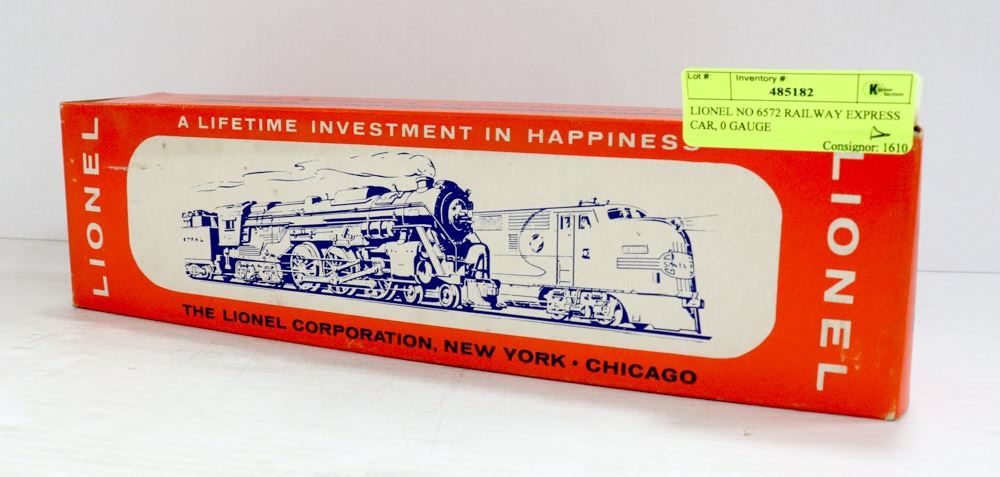 Lot #:
Inventory #:
485182
LIONEL NO 6572 RAILWAY EXPRESS
CAR, 0 GAUGE
Consignor: 1610
A LIFETIME INVESTMENT IN HAPPINESS
LIONEL
LIONEL
THE LIONEL CORPORATION, NEW YORK • CHICAGO